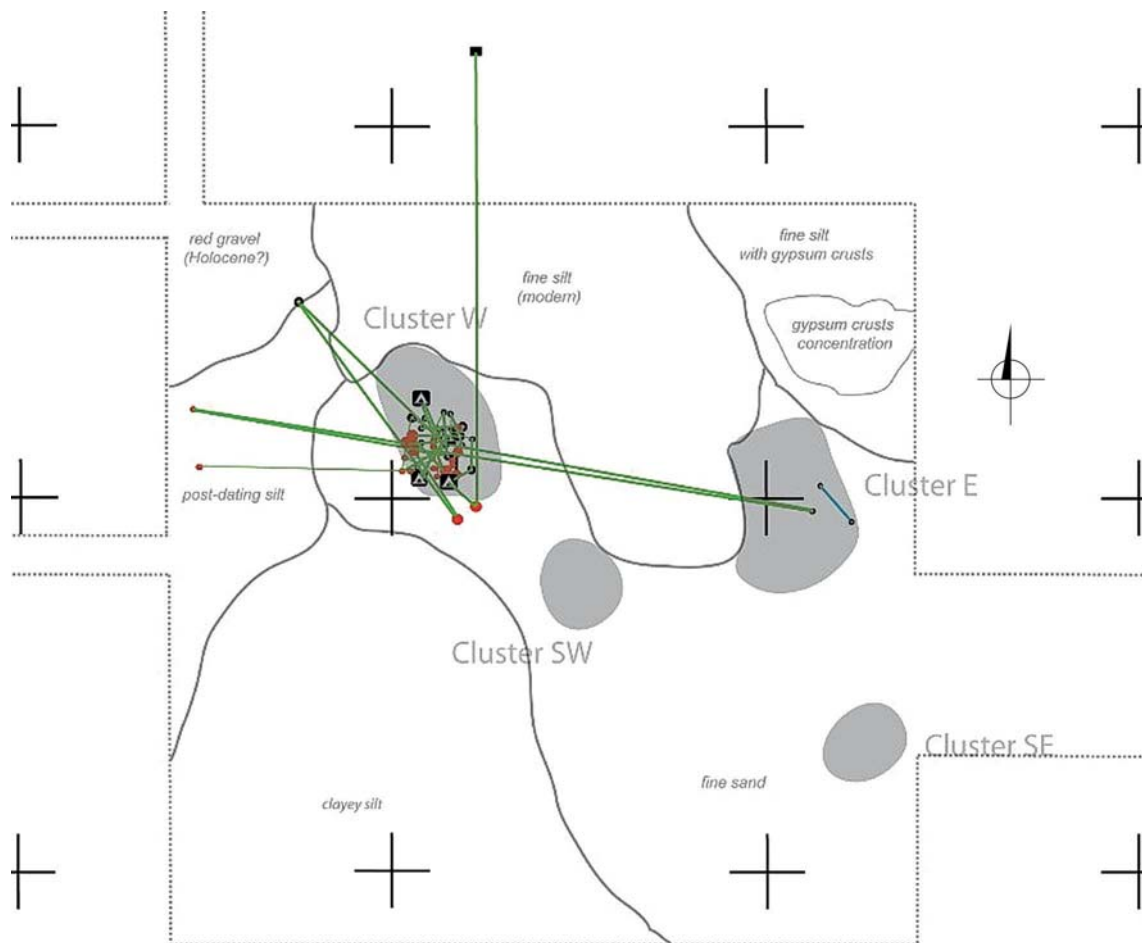 red gravel
(Holocene?)
fine silt
(modern)
fine silt
with gypsum crusts
gypsum crusts
concentration
Cluster W
post-dating silt
Cluster E
Cluster SW
Cluster SE
clayey silt
fine sand